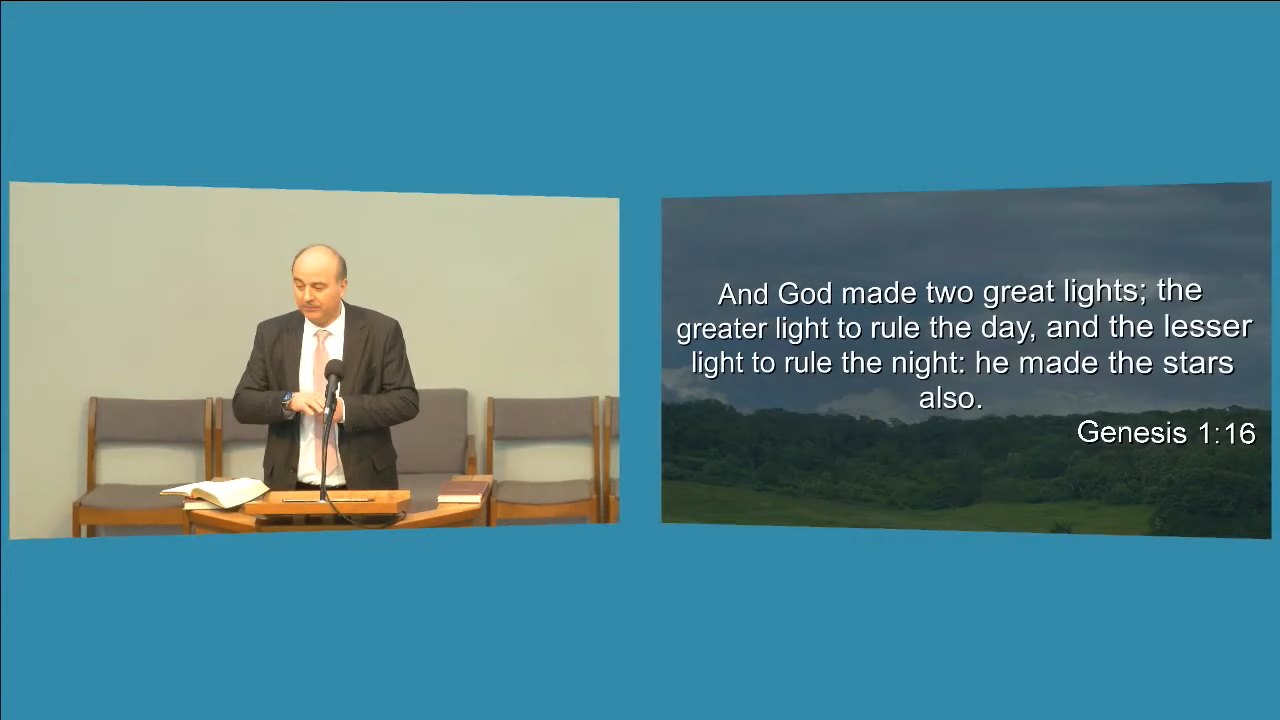 And God made two great lights; the
greater light to rule the day, and the lesser
light to rule the night: he made the stars
also.
Genesis 1:16